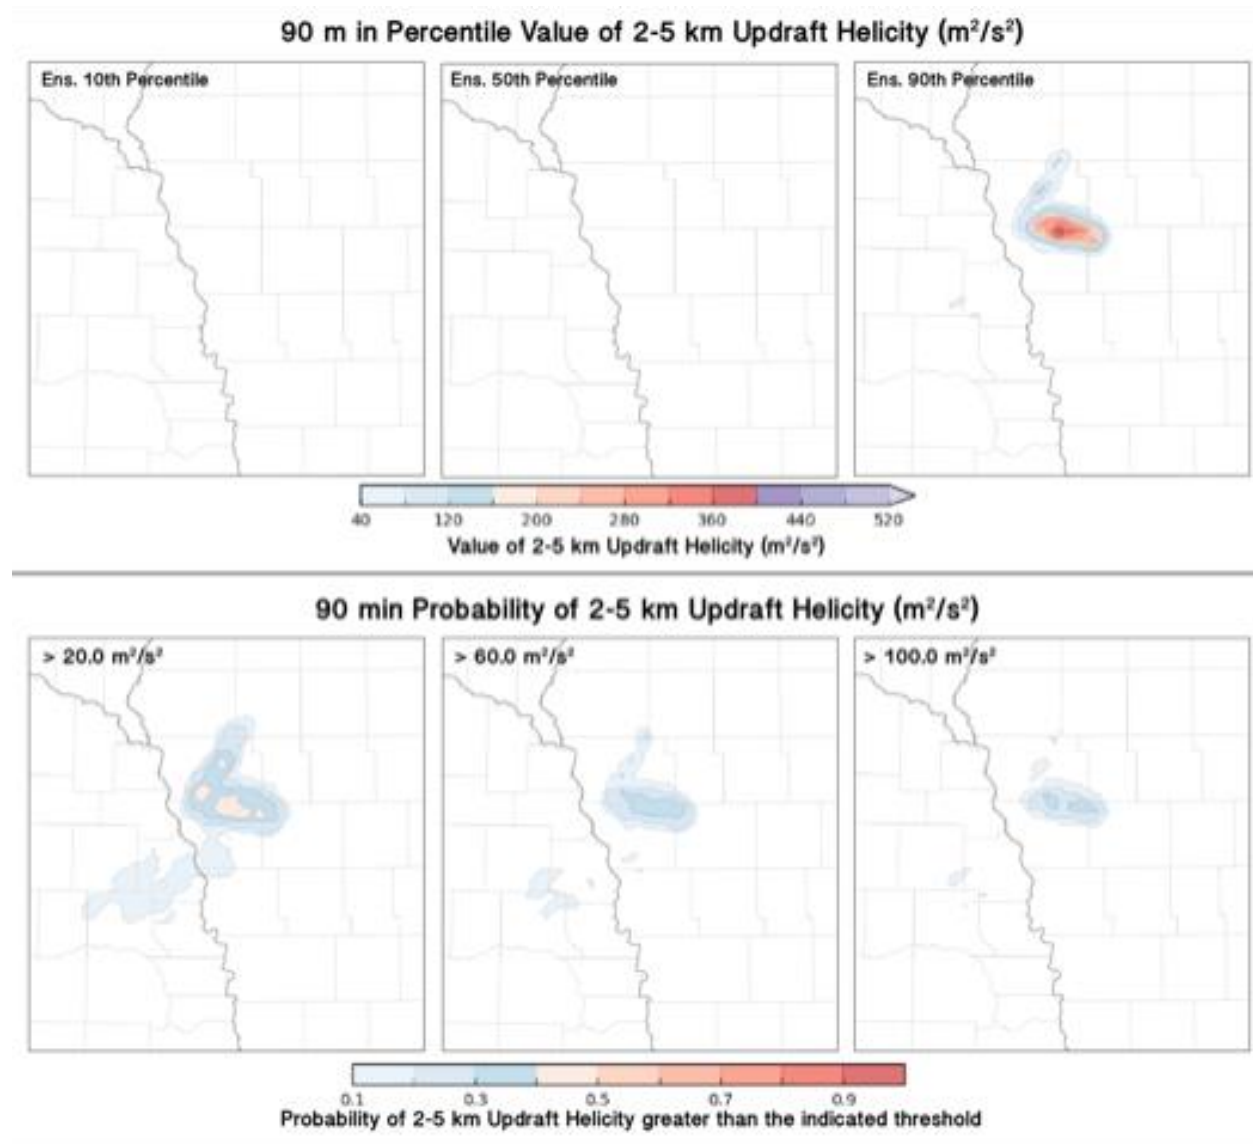 90 m in Percentile Value of 2-5 km Updraft Helicity (m²/s²)
Ens. 10th Percentile
Ens. 50th Percentile
Ens. 90th Percentile
40 120 200 280 360 440 520
Value of 2-5 km Updraft Helicity (m²/s²)
90 min Probability of 2-5 km Updraft Helicity (m²/s²)
> 20.0 m²/s²
> 60.0 m²/s²
> 100.0 m²/s²
0.1 0.3 0.5 0.7 0.9
Probability of 2-5 km Updraft Helicity greater than the indicated threshold